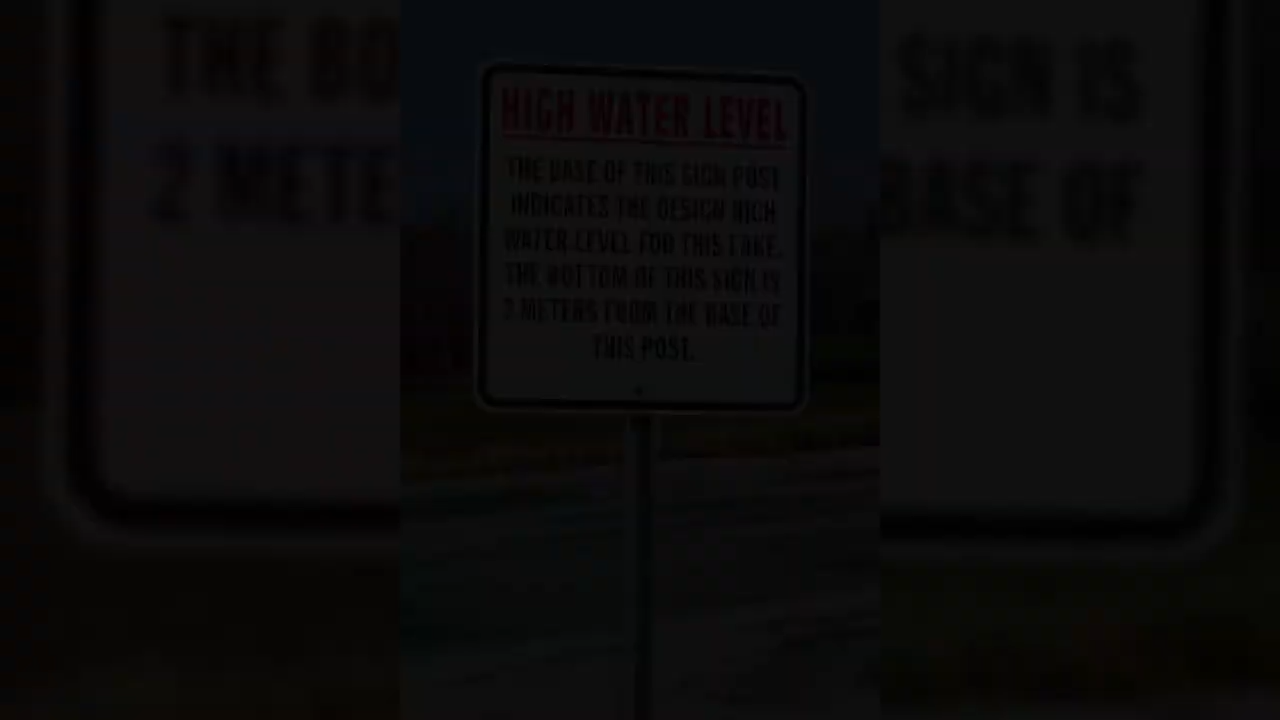 HIGH WATER LEVEL
THE BASE OF THIS SIGN POST
INDICATES THE DESIGN HIGH
WATER LEVEL FOR THIS LAKE.
THE BOTTOM OF THIS SIGN IS
2 METERS FROM THE BASE OF
THIS POST.